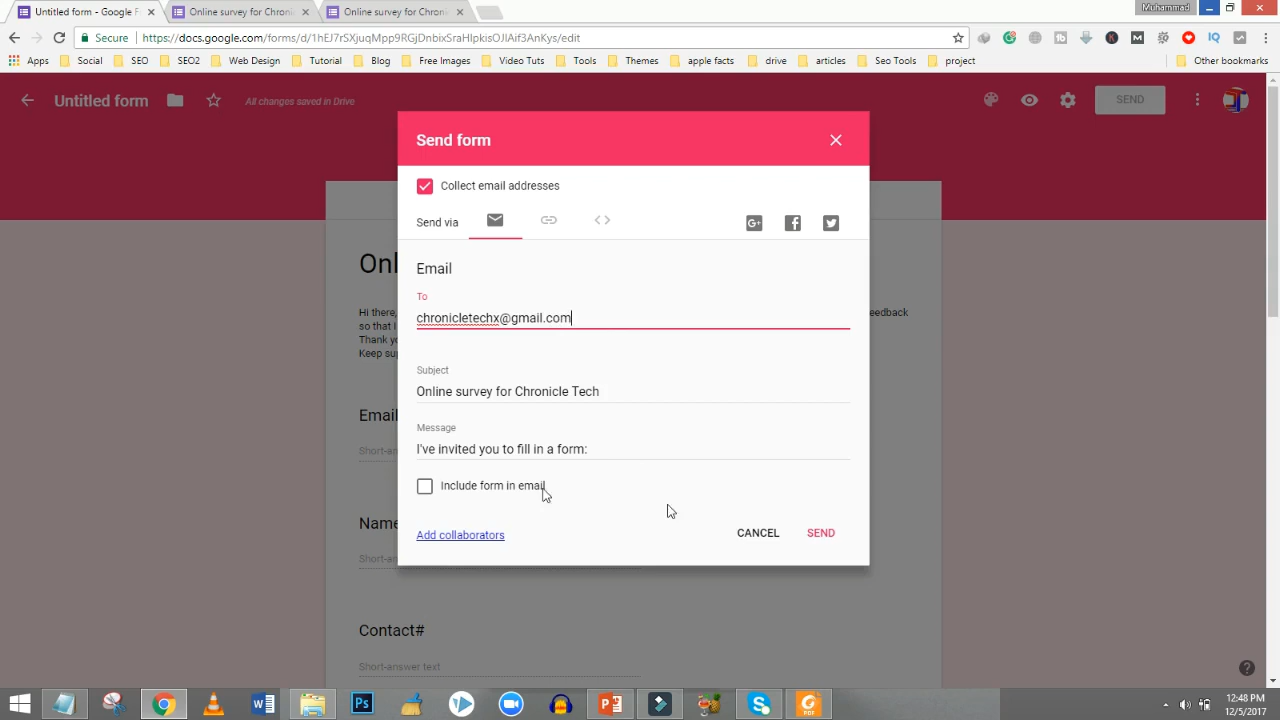 Untitled form - Google F
Online survey for Chroni
Online survey for Chroni
Muhammed
Secure
https://docs.google.com/forms/d/1hEJ7rSXjuqMpp9RGjDnbixSraHIpkisOJlAif3AnKys/edit
Apps
Social
SEO
SEO2
Web Design
Tutorial
Blog
Free Images
Video Tuts
Tools
Themes
apple facts
drive
articles
Seo Tools
project
Other bookmarks
Untitled form
All changes saved in Drive
SEND
Send form
Collect email addresses
Send via
G+
Email
To
chronicletechx@gmail.com
Subject
Online survey for Chronicle Tech
Message
I've invited you to fill in a form:
Include form in email
Add collaborators
CANCEL
SEND
Onl
Hi there,
eedback
so that
Thank yo
Keep su
Email
Short-an
Name
Short-an
Contact#
Short-answer text
12:48 PM
12/5/2017